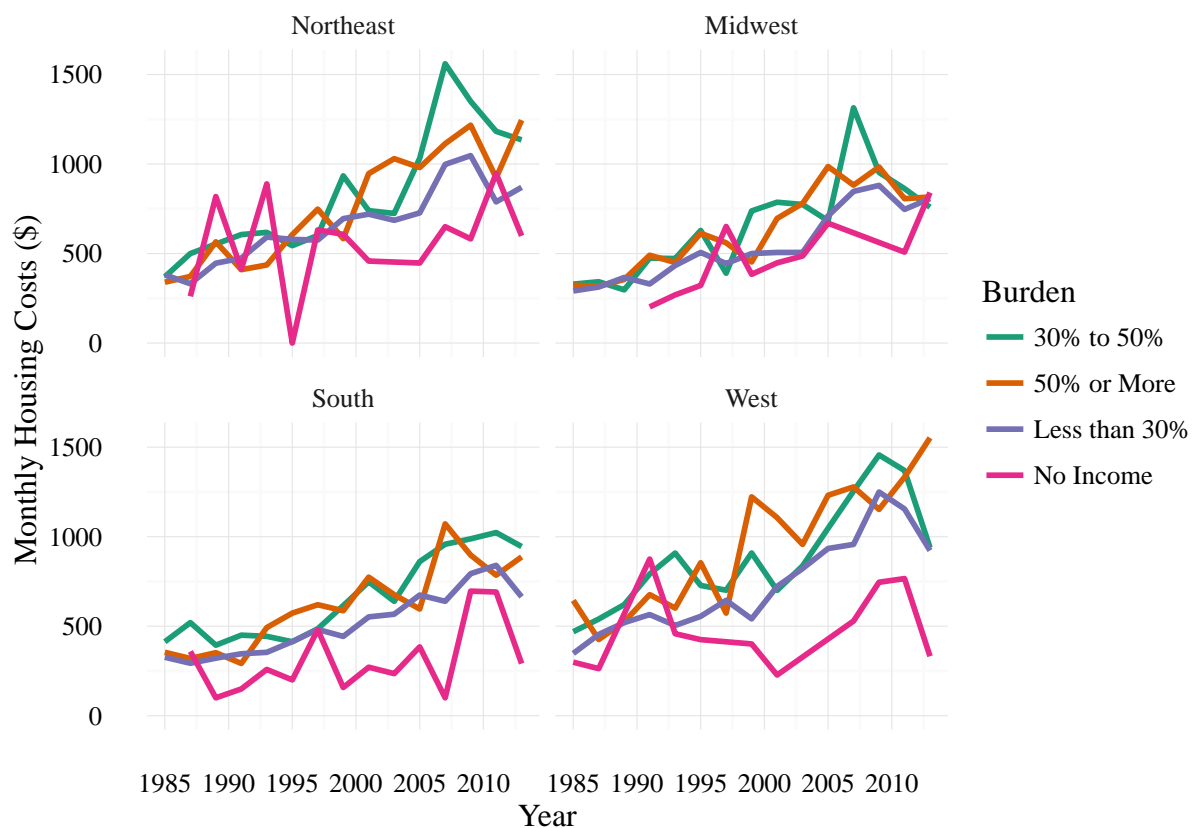 Northeast
Midwest
1500
1000
500
0
South
West
1500
1000
500
0
1985 1990 1995 2000 2005 2010
1985 1990 1995 2000 2005 2010
Year
Monthly Housing Costs ($)
Burden
30% to 50%
50% or More
Less than 30%
No Income